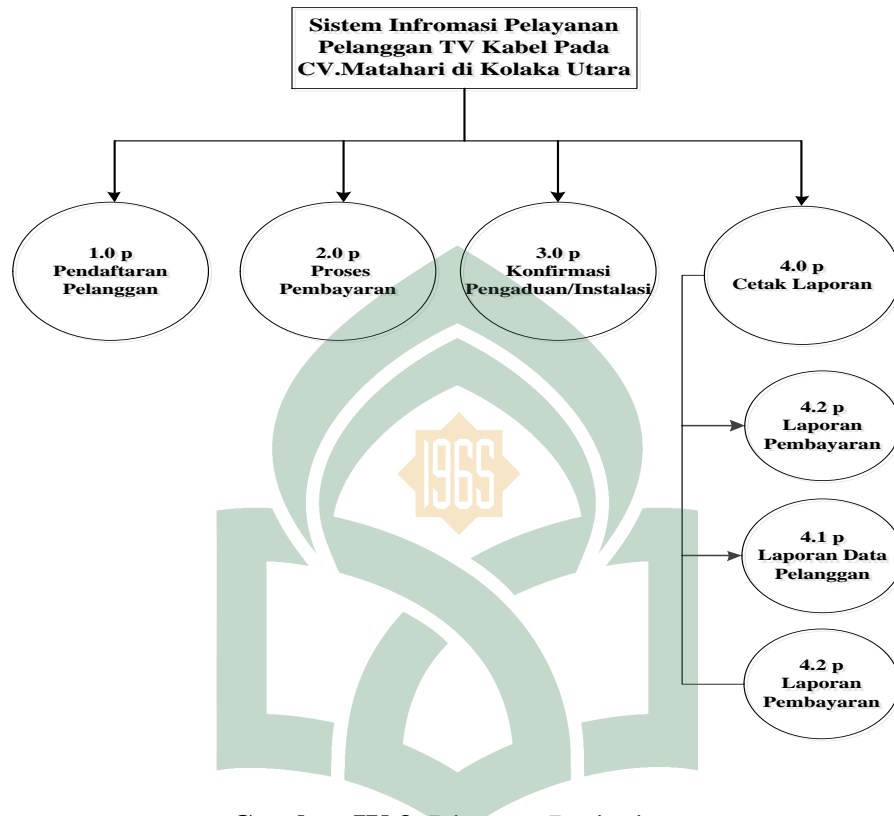 Sistem Infromasi Pelayanan
Pelanggan TV Kabel Pada
CV.Matahari di Kolaka Utara
1.0 p
Pendaftaran
Pelanggan
2.0 p
Proses
Pembayaran
3.0 p
Konfirmasi
Pengaduan/Instalasi
4.0 p
Cetak Laporan
4.2 p
Laporan
Pembayaran
4.1 p
Laporan Data
Pelanggan
4.2 p
Laporan
Pembayaran
1965